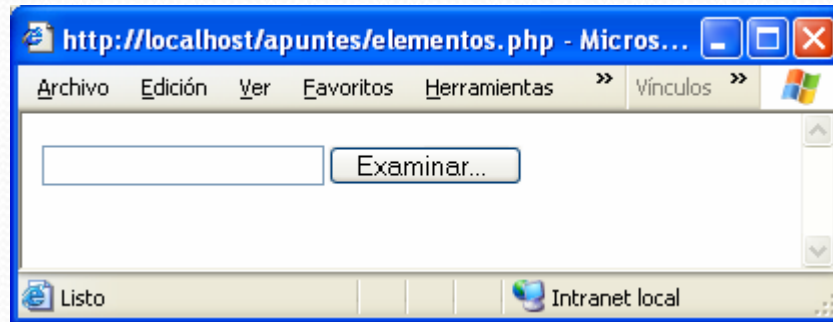 http://localhost/apuntes/elementos.php - Micros...
Archivo Edición Ver Favoritos Herramientas » Vínculos »
Examinar...
Listo Intranet local